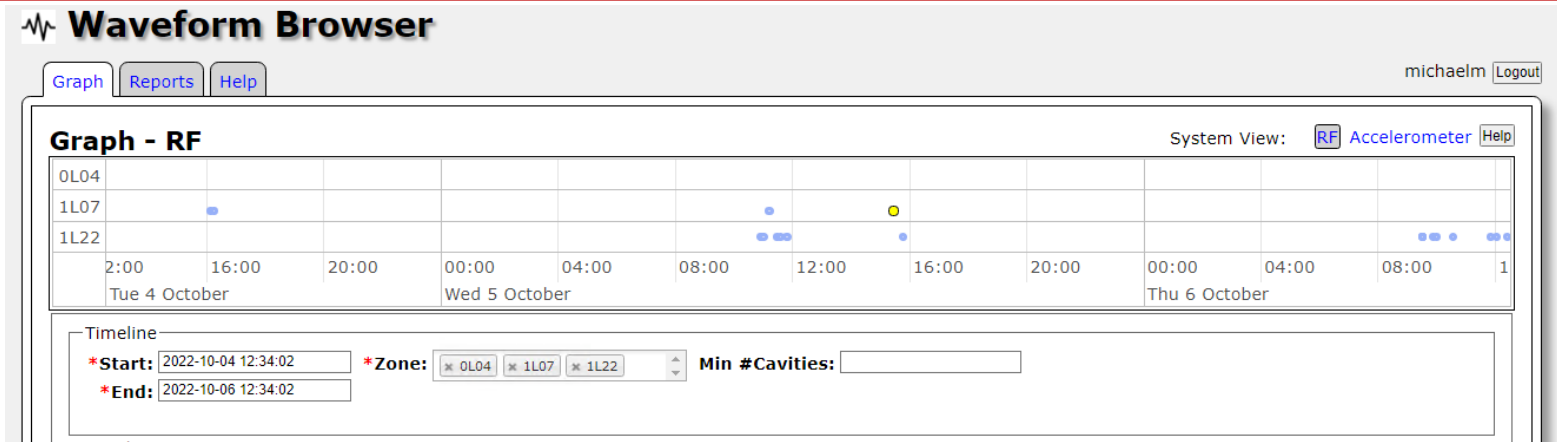 Waveform Browser
Graph Reports Help
michaelm Logout
Graph - RF
System View: RF Accelerometer Help
0L04
1L07
1L22
2:00 16:00 20:00 00:00 04:00 08:00 12:00 16:00 20:00 00:00 04:00 08:00 1
Tue 4 October Wed 5 October Thu 6 October
Timeline
*Start: 2022-10-04 12:34:02 *Zone: × 0L04 × 1L07 × 1L22 Min #Cavities:
*End: 2022-10-06 12:34:02